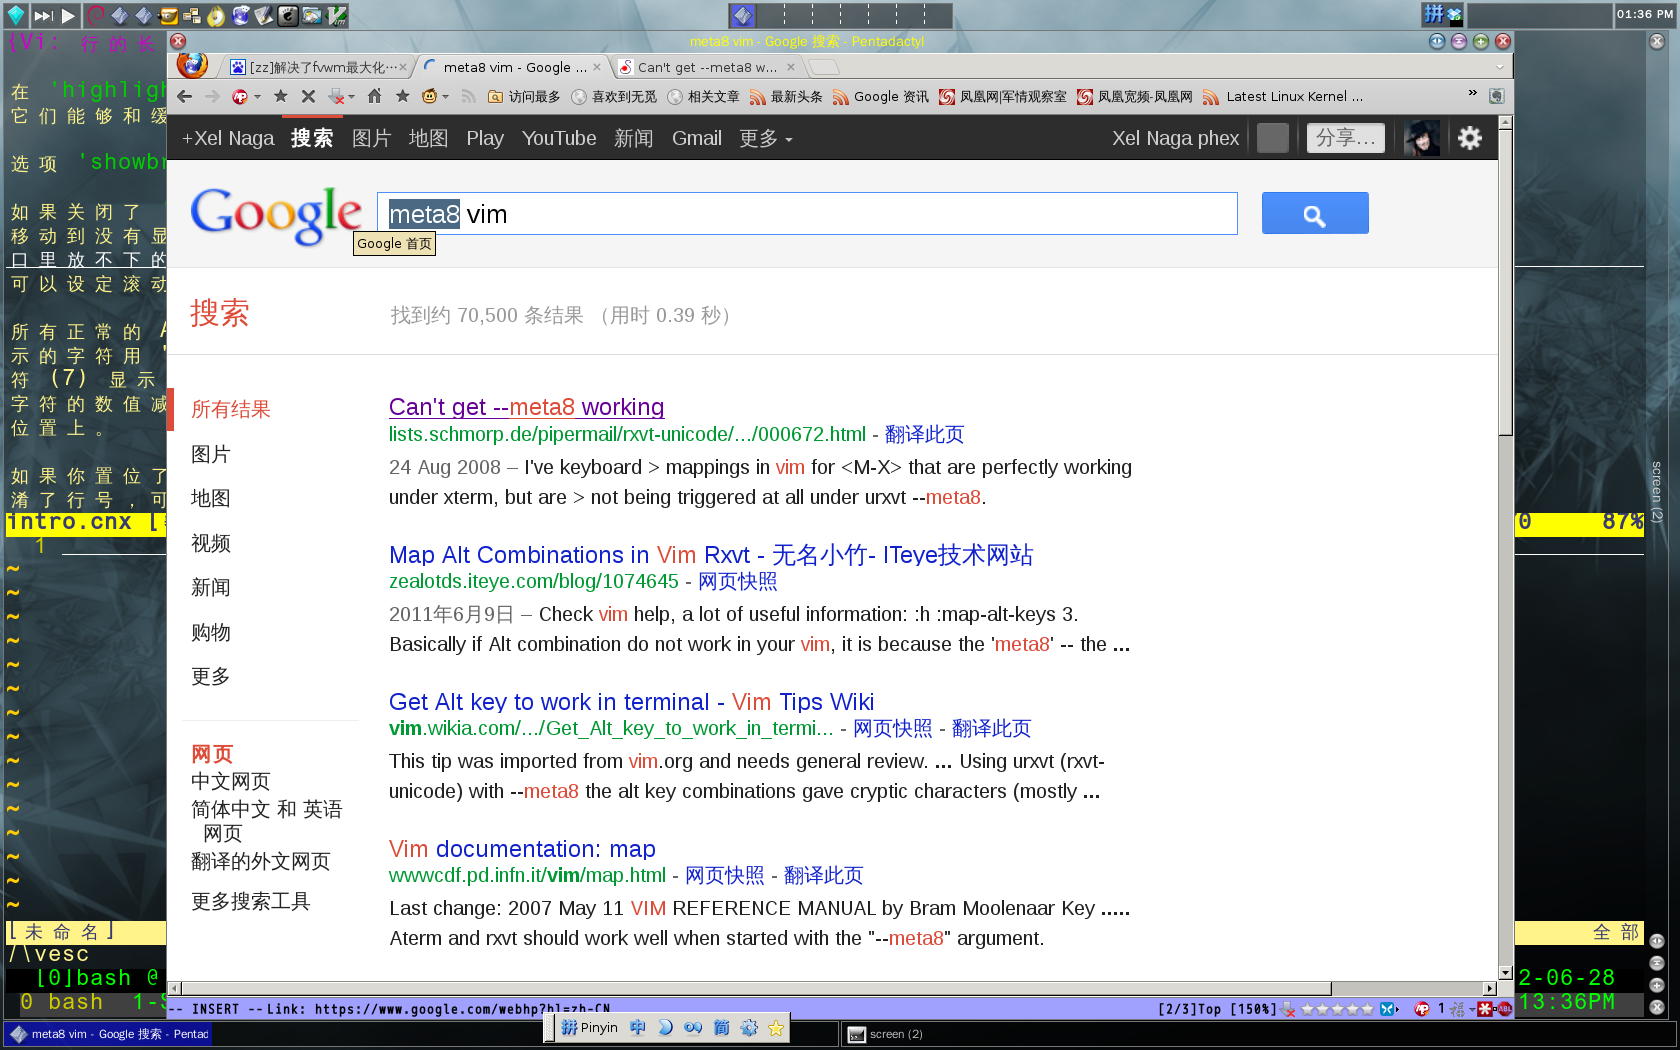 01:36 PM
meta8 vim - Google 搜索 - Pentadactyl
{Vi: 行 的 长
在 'highligh
它 们 能 够 和 缓
选 项 'showbr
如 果 关 闭 了
移 动 到 没 有 显
口 里 放 不 下 的
可 以 设 定 滚 动
所 有 正 常 的 A
示 的 字 符 用 '
符 (7) 显 示
字 符 的 数 值 减
位 置 上 。
如 果 你 置 位 了
淆 了 行 号 , 可
intro.cnx [
0 87%
1
[ 未 命 名 ]
全 部
/\vesc
[0]bash @
2-06-28
0 bash 1-$
13:36PM
[zz]解决了fvwm最大化…
meta8 vim - Google ...
Can't get --meta8 w...
访问最多 喜欢到无觅 相关文章 最新头条 Google 资讯 凤凰网|军情观察室 凤凰宽频-凤凰网 Latest Linux Kernel ...
+Xel Naga 搜索 图片 地图 Play YouTube 新闻 Gmail 更多
Xel Naga phex 分享...
Google
meta8 vim
Google 首页
搜索
找到约 70,500 条结果 （用时 0.39 秒）
所有结果
图片
地图
视频
新闻
购物
更多
网页
中文网页
简体中文 和 英语
网页
翻译的外文网页
更多搜索工具
Can't get --meta8 working
lists.schmorp.de/pipermail/rxvt-unicode/.../000672.html - 翻译此页
24 Aug 2008 – I've keyboard > mappings in vim for <M-X> that are perfectly working
under xterm, but are > not being triggered at all under urxvt --meta8.
Map Alt Combinations in Vim Rxvt - 无名小竹- ITeye技术网站
zealotds.iteye.com/blog/1074645 - 网页快照
2011年6月9日 – Check vim help, a lot of useful information: :h :map-alt-keys 3.
Basically if Alt combination do not work in your vim, it is because the 'meta8' -- the ...
Get Alt key to work in terminal - Vim Tips Wiki
vim.wikia.com/.../Get_Alt_key_to_work_in_termi... - 网页快照 - 翻译此页
This tip was imported from vim.org and needs general review. ... Using urxvt (rxvt-
unicode) with --meta8 the alt key combinations gave cryptic characters (mostly ...
Vim documentation: map
wwwcdf.pd.infn.it/vim/map.html - 网页快照 - 翻译此页
Last change: 2007 May 11 VIM REFERENCE MANUAL by Bram Moolenaar Key .....
Aterm and rxvt should work well when started with the "--meta8" argument.
-- INSERT -- Link: https://www.google.com/webhp?hl=zh-CN
[2/3]Top [150%]
1
拼 Pinyin 中 简
拼
screen (2)
meta8 vim - Google 搜索 - Pentad
screen (2)